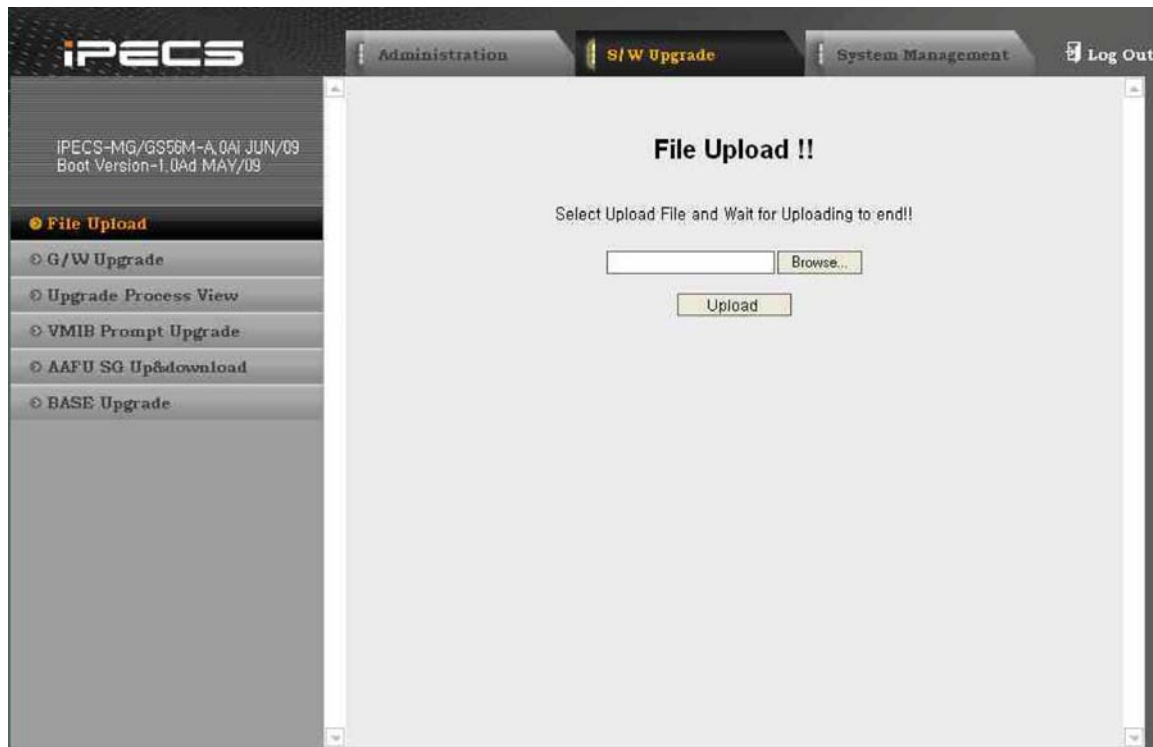 iPECS
Administration
S/W Upgrade
System Management
Log Out
iPECS-MG/GS56M-A.0Ai JUN/09
Boot Version-1.0Ad MAY/09
File Upload
G/W Upgrade
Upgrade Process View
VMIB Prompt Upgrade
AAFU SG Up&download
BASE Upgrade
File Upload !!
Select Upload File and Wait for Uploading to end!!
Browse...
Upload